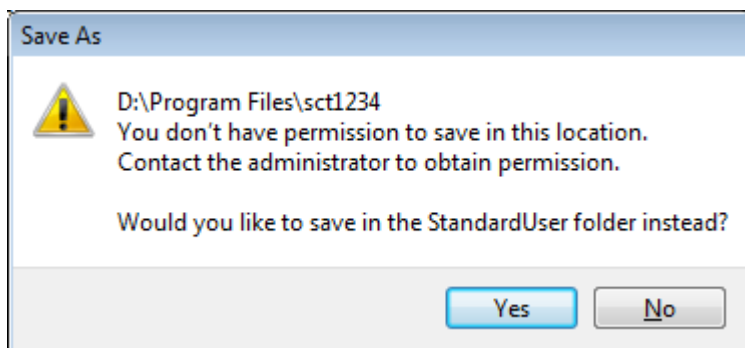 Save As
D:\Program Files\sct1234
You don't have permission to save in this location.
Contact the administrator to obtain permission.
Would you like to save in the StandardUser folder instead?
Yes
No